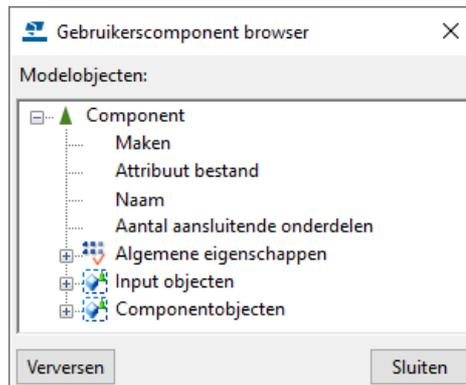 Gebruikerscomponent browser
Modelobjecten:
Component
Maken
Attribuut bestand
Naam
Aantal aansluitende onderdelen
Algemene eigenschappen
Input objecten
Componentobjecten
Verversen
Sluiten